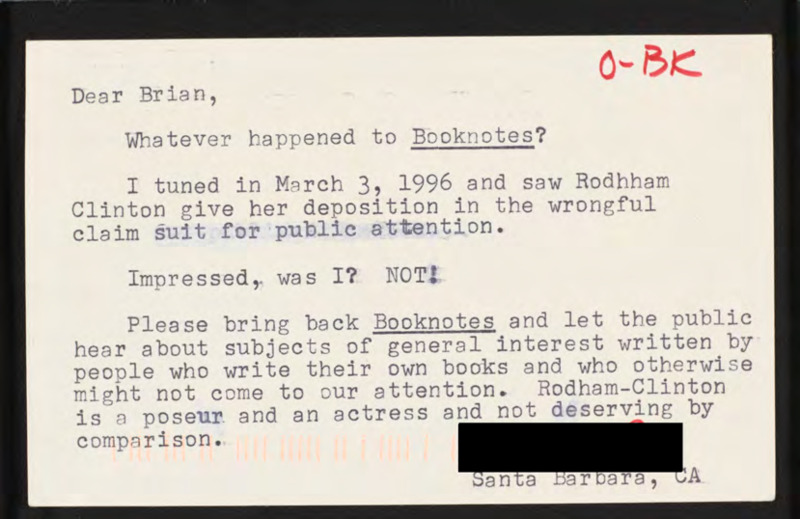 O-BK
Dear Brian,
Whatever happened to Booknotes?
I tuned in March 3, 1996 and saw Rodhham
Clinton give her deposition in the wrongful
claim suit for public attention.
Impressed, was I? NOT!
Please bring back Booknotes and let the public
hear about subjects of general interest written by
people who write their own books and who otherwise
might not come to our attention. Rodham-Clinton
is a poseur and an actress and not deserving by
comparison.
Santa Barbara, CA